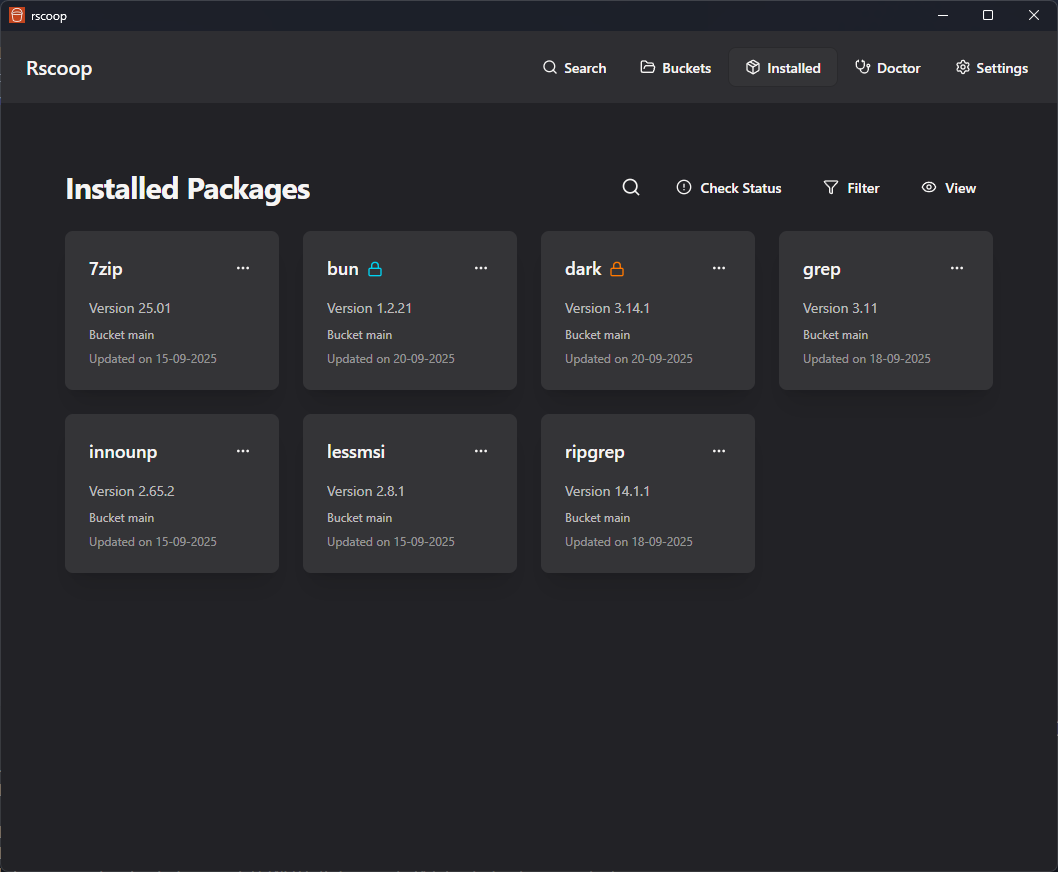 rscoop
Rscoop
Search
Buckets
Installed
Doctor
Settings
Installed Packages
Check Status
Filter
View
7zip
Version 25.01
Bucket main
Updated on 15-09-2025
bun
Version 1.2.21
Bucket main
Updated on 20-09-2025
dark
Version 3.14.1
Bucket main
Updated on 20-09-2025
grep
Version 3.11
Bucket main
Updated on 18-09-2025
innounp
Version 2.65.2
Bucket main
Updated on 15-09-2025
lessmsi
Version 2.8.1
Bucket main
Updated on 15-09-2025
ripgrep
Version 14.1.1
Bucket main
Updated on 18-09-2025